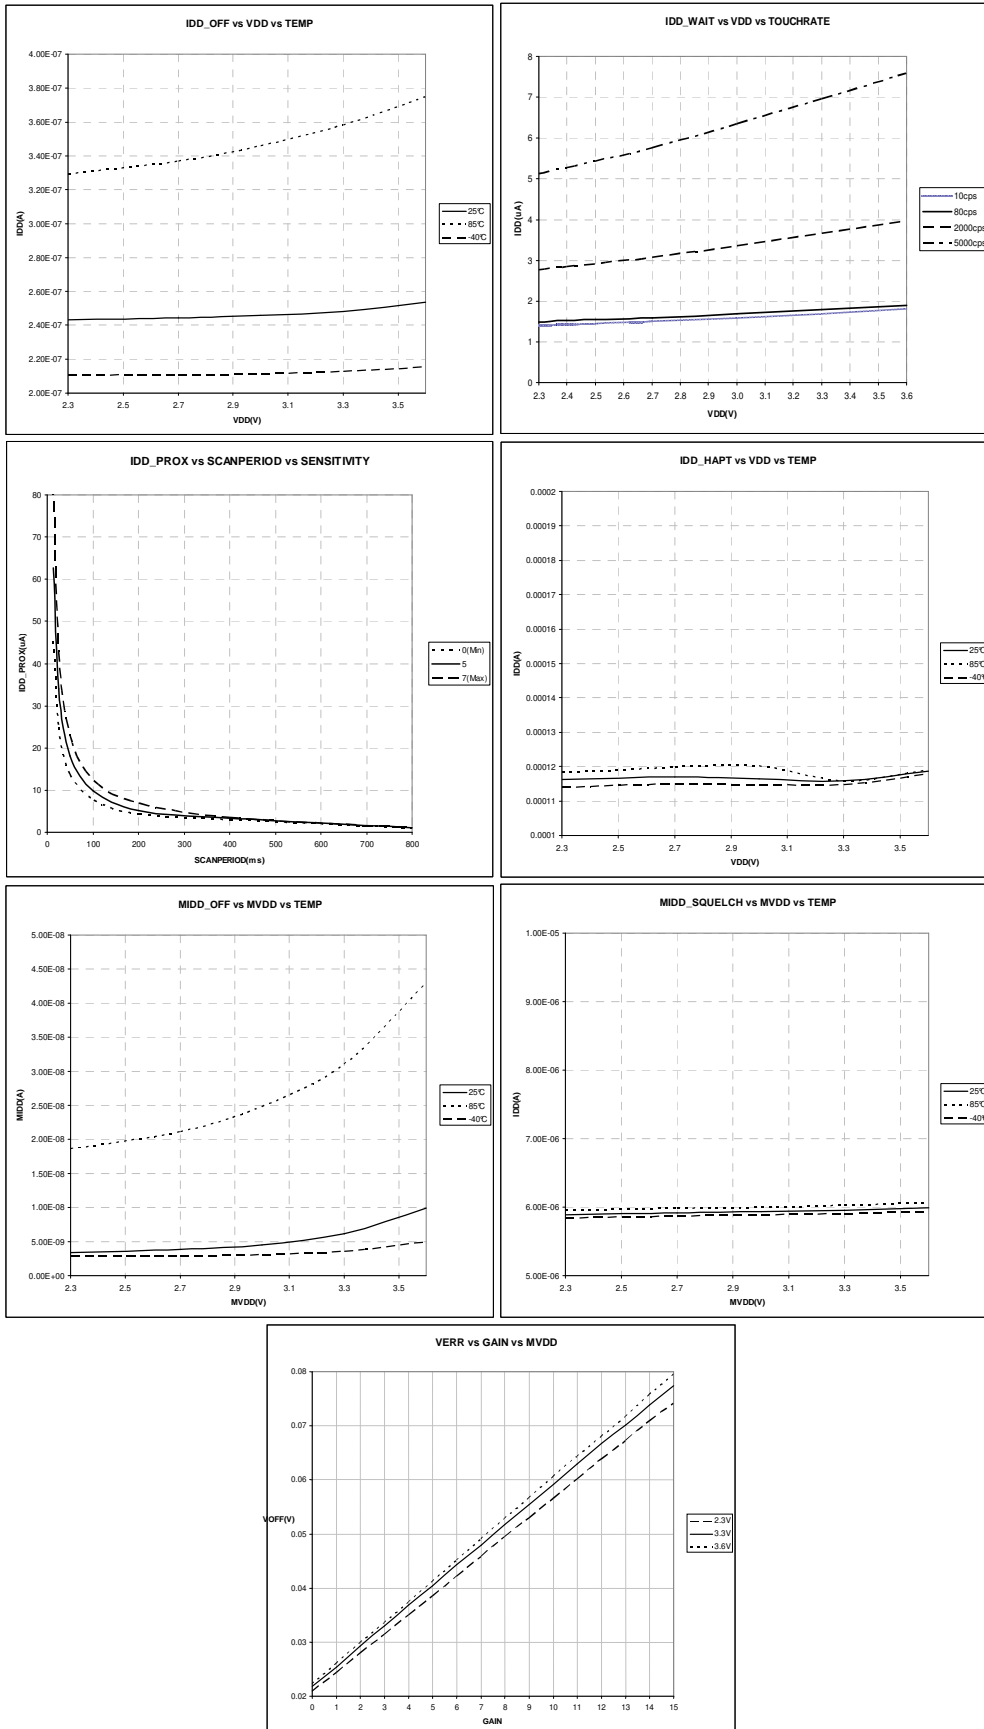 IDD_OFF vs VDD vs TEMP
4.00E-07
3.80E-07
3.60E-07
3.40E-07
3.20E-07
3.00E-07
2.80E-07
2.60E-07
2.40E-07
2.20E-07
2.00E-07
IDD(A)
2.3 2.5 2.7 2.9 3.1 3.3 3.5
VDD(V)
25°C
85°C
-40°C
IDD_WAIT vs VDD vs TOUCHRATE
8
7
6
5
4
3
2
1
0
IDD(uA)
2.3 2.4 2.5 2.6 2.7 2.8 2.9 3.0 3.1 3.2 3.3 3.4 3.5 3.6
VDD(V)
10cps
80cps
2000cps
5000cps
IDD_PROX vs SCANPERIOD vs SENSITIVITY
80
70
60
50
40
30
20
10
0
IDD_PROX(uA)
0 100 200 300 400 500 600 700 800
SCANPERIOD(ms)
0(Min)
5
7(Max)
IDD_HAPT vs VDD vs TEMP
0.0002
0.00019
0.00018
0.00017
0.00016
0.00015
0.00014
0.00013
0.00012
0.00011
0.0001
IDD(A)
2.3 2.5 2.7 2.9 3.1 3.3 3.5
VDD(V)
25°C
85°C
-40°C
MIDD_OFF vs MVDD vs TEMP
5.00E-08
4.50E-08
4.00E-08
3.50E-08
3.00E-08
2.50E-08
2.00E-08
1.50E-08
1.00E-08
5.00E-09
0.00E+00
MIDD(A)
2.3 2.5 2.7 2.9 3.1 3.3 3.5
MVDD(V)
25°C
85°C
-40°C
MIDD_SQUELCH vs MVDD vs TEMP
1.00E-05
9.00E-06
8.00E-06
7.00E-06
6.00E-06
5.00E-06
IDD(A)
2.3 2.5 2.7 2.9 3.1 3.3 3.5
MVDD(V)
25°C
85°C
-40°C
VERR vs GAIN vs MVDD
0.08
0.07
0.06
0.05
0.04
0.03
0.02
VOFF(V)
0 1 2 3 4 5 6 7 8 9 10 11 12 13 14 15
GAIN
2.3V
3.3V
3.6V